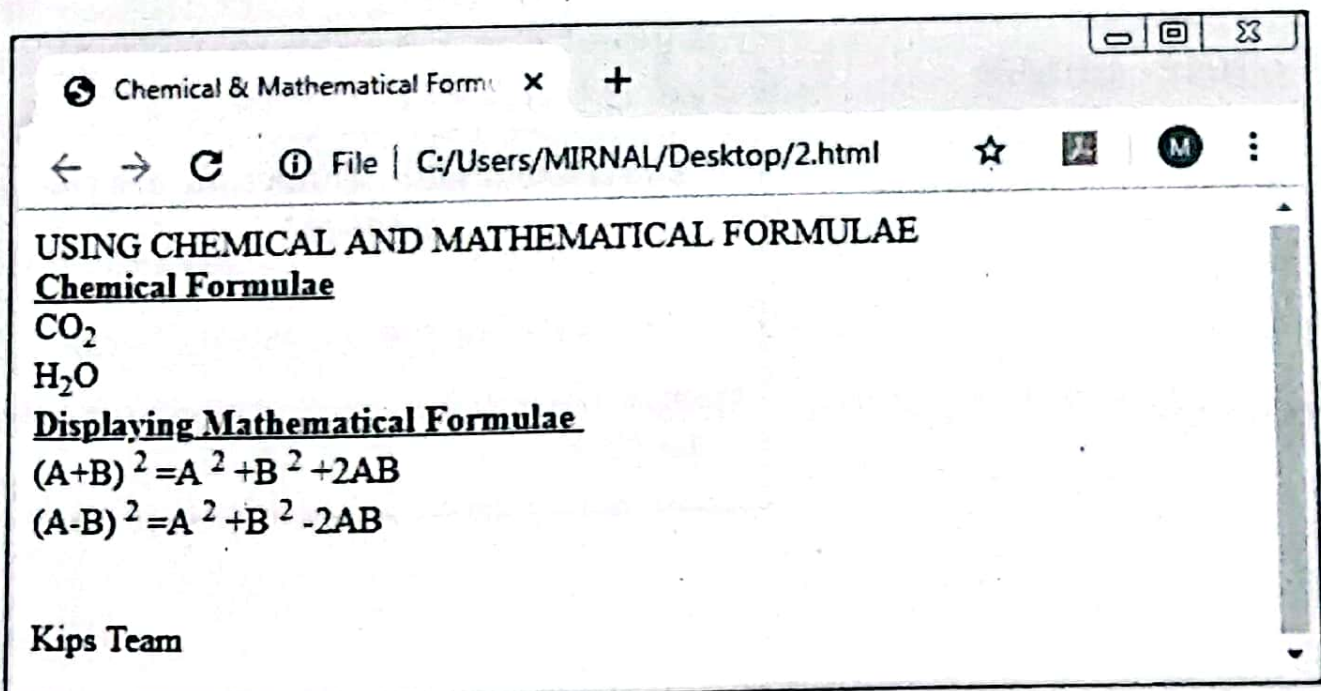 Chemical & Mathematical Form
File | C:/Users/MIRNAL/Desktop/2.html
M
USING CHEMICAL AND MATHEMATICAL FORMULAE
Chemical Formulae
CO₂
H₂O
Displaying Mathematical Formulae
(A+B) ² =A ² +B ² +2AB
(A-B) ² =A ² +B ² -2AB
Kips Team